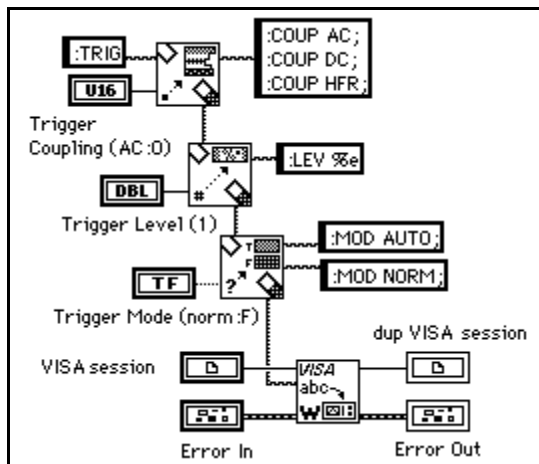 :TRIG
:COUP AC;
:COUP DC;
:COUP HFR;
U16
Trigger
Coupling (AC:0)
:LEV %e
DBL
#
Trigger Level (1)
T
F
:MOD AUTO;
:MOD NORM;
TF
?
Trigger Mode (norm:F)
dup VISA session
VISA session
VISA
abc
W
Error In
Error Out